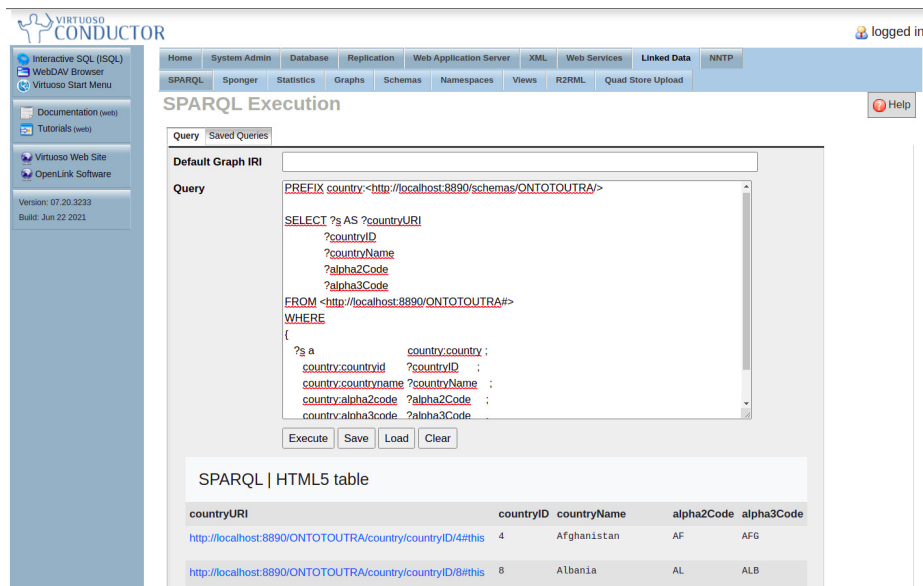 VIRTUOSO
CONDUCTOR
logged in
Interactive SQL (ISQL)
WebDAV Browser
Virtuoso Start Menu
Documentation (web)
Tutorials (web)
Virtuoso Web Site
OpenLink Software
Version: 07.20.3233
Build: Jun 22 2021
Home System Admin Database Replication Web Application Server XML Web Services Linked Data NNTP
SPARQL Sponger Statistics Graphs Schemas Namespaces Views R2RML Quad Store Upload
SPARQL Execution
Help
Query Saved Queries
Default Graph IRI
Query
PREFIX country:<http://localhost:8890/schemas/ONTOTOUTRA/>
SELECT ?s AS ?countryURI
?countryID
?countryName
?alpha2Code
?alpha3Code
FROM <http://localhost:8890/ONTOTOUTRA#>
WHERE
{
?s a country:country ;
country:countryid ?countryID ;
country:countryname ?countryName ;
country:alpha2code ?alpha2Code ;
country:alpha3code ?alpha3Code .
Execute Save Load Clear
SPARQL | HTML5 table
countryURI countryID countryName alpha2Code alpha3Code
http://localhost:8890/ONTOTOUTRA/country/countryID/4#this 4 Afghanistan AF AFG
http://localhost:8890/ONTOTOUTRA/country/countryID/8#this 8 Albania AL ALB